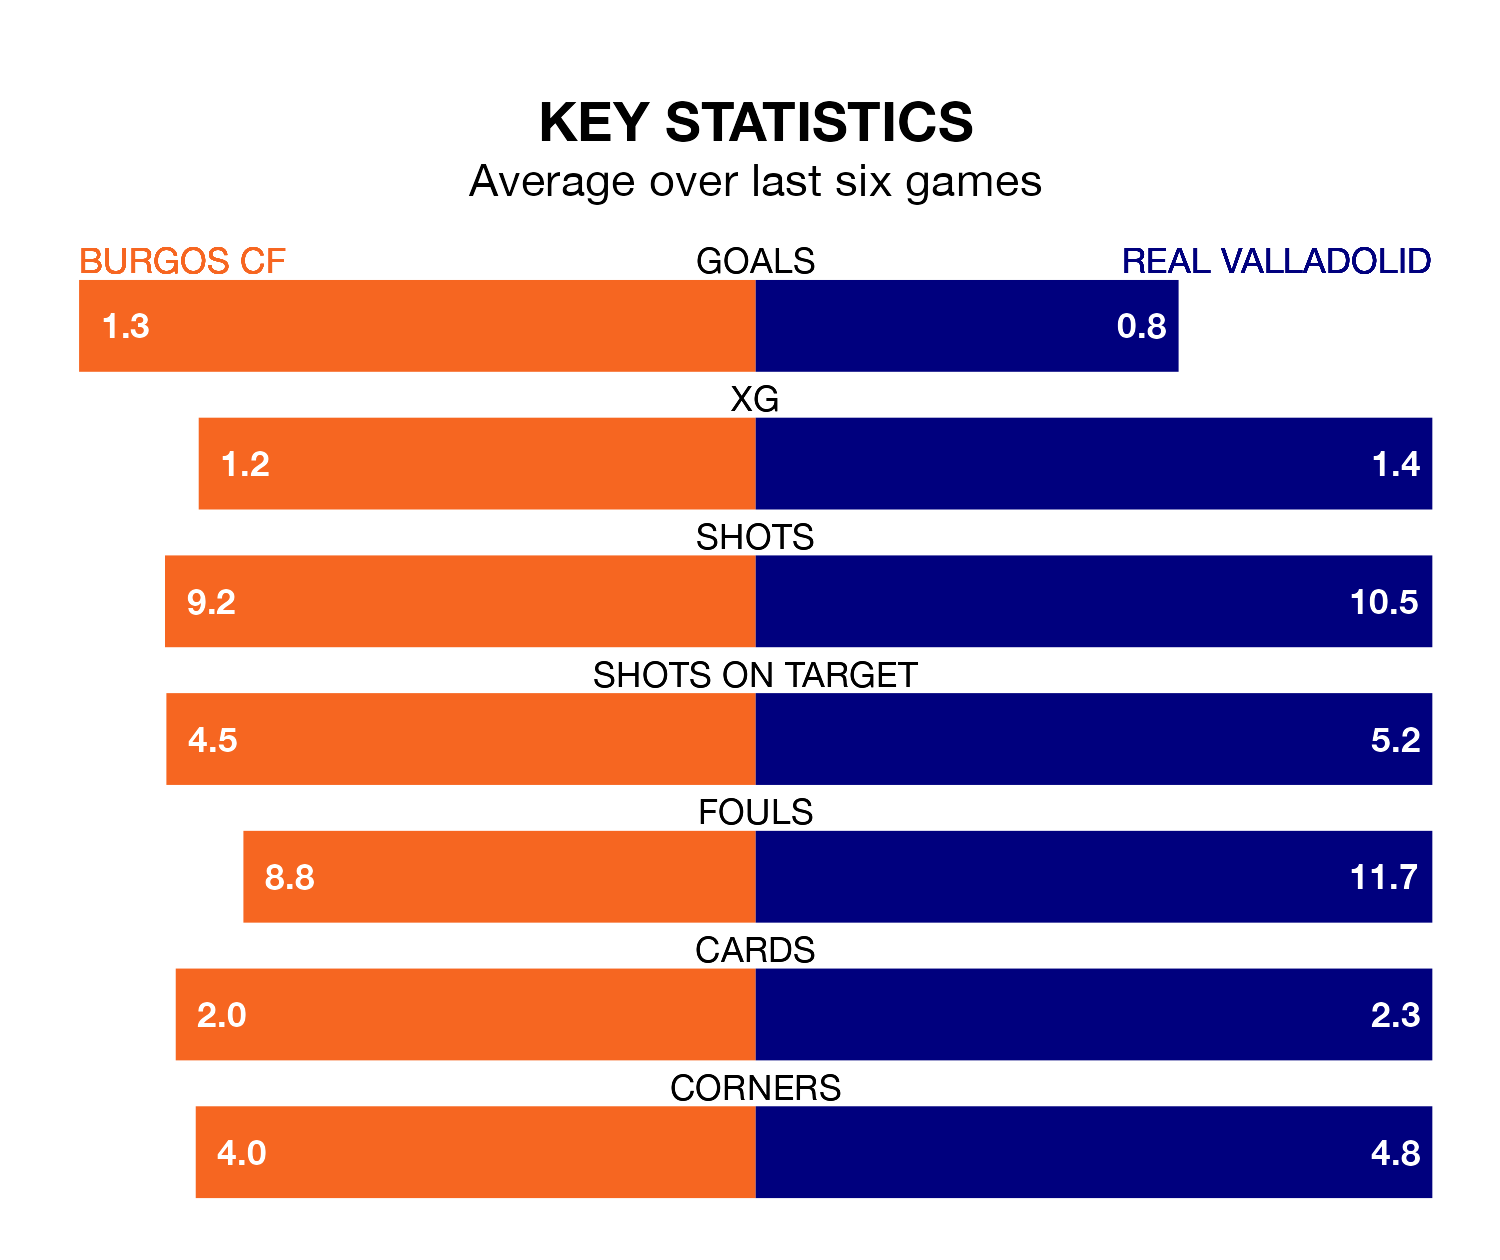 KEY STATISTICS
Average over last six games
BURGOS CF GOALS REAL VALLADOLID
1.3 0.8
XG
1.2 1.4
SHOTS
9.2 10.5
SHOTS ON TARGET
4.5 5.2
FOULS
8.8 11.7
CARDS
2.0 2.3
CORNERS
4.0 4.8